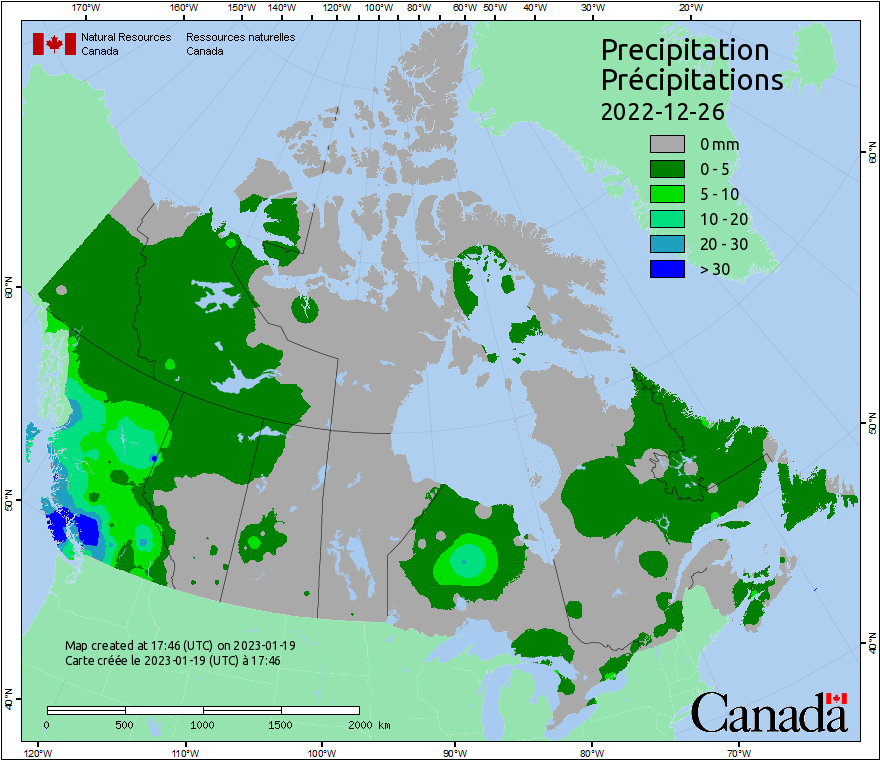 170°W 160°W 150°W 140°W 130°W 120°W 110°W 100°W 90°W 80°W 70°W 60°W 50°W 40°W 30°W 20°W
Natural Resources Canada
Ressources naturelles Canada
Precipitation
Précipitations
2022-12-26
0 mm
0 - 5
5 - 10
10 - 20
20 - 30
> 30
60°N
60°N
50°N
50°N
40°N
40°N
Map created at 17:46 (UTC) on 2023-01-19
Carte créée le 2023-01-19 (UTC) à 17:46
0 500 1000 1500 2000 km
Canada
120°W 110°W 100°W 90°W 80°W 70°W